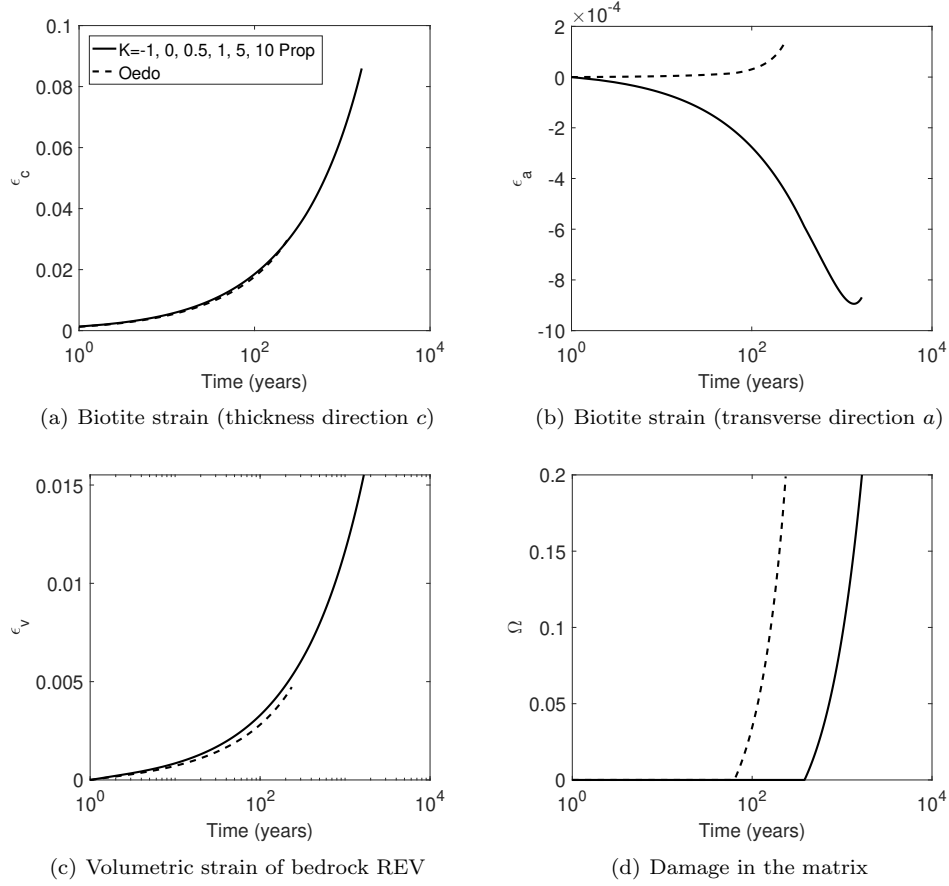 0.1
K=-1, 0, 0.5, 1, 5, 10 Prop
Oedo
0.08
0.06
ϵc
0.04
0.02
0
10^0
10^2
10^4
Time (years)
(a) Biotite strain (thickness direction c)
×10^-4
2
0
-2
-4
ϵa
-6
-8
-10
10^0
10^2
10^4
Time (years)
(b) Biotite strain (transverse direction a)
0.015
0.01
ϵv
0.005
0
10^0
10^2
10^4
Time (years)
(c) Volumetric strain of bedrock REV
0.2
0.15
Ω
0.1
0.05
0
10^0
10^2
10^4
Time (years)
(d) Damage in the matrix